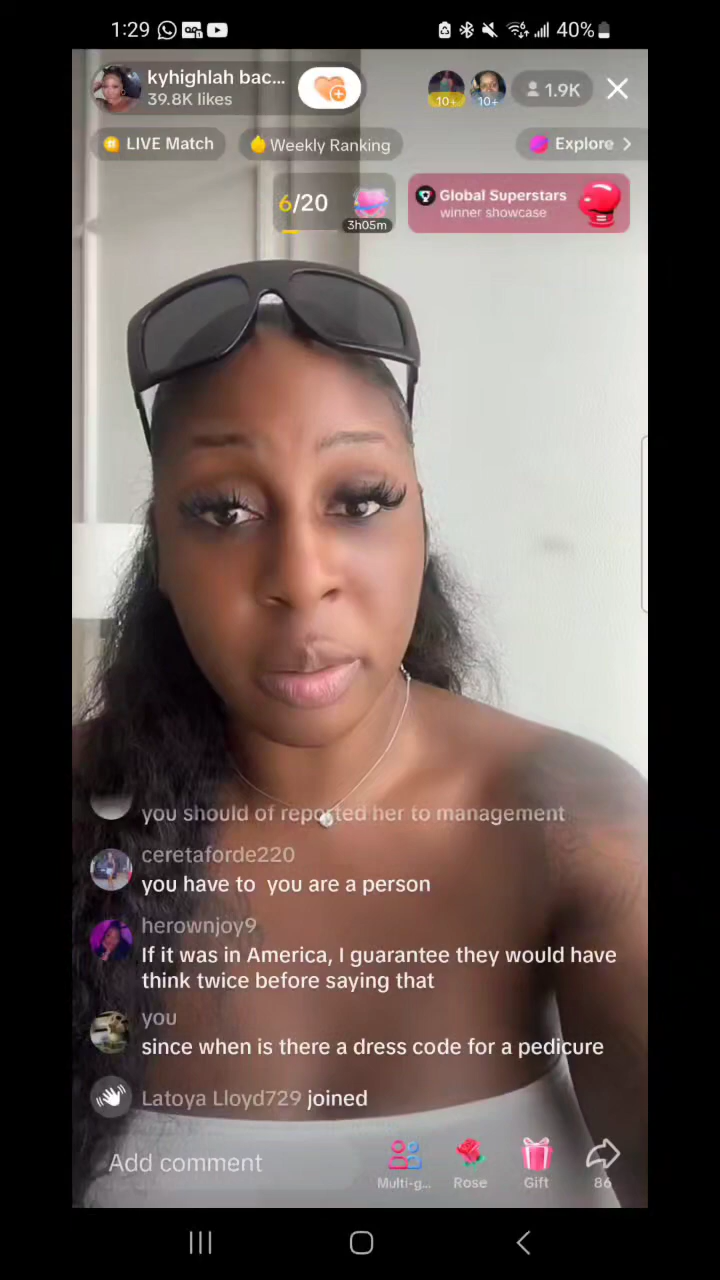 1:29
40%
kyhighlah bac...
39.8K likes
10+
10+
1.9K
LIVE Match
Weekly Ranking
Explore >
6/20
3h05m
Global Superstars
winner showcase
you should of reported her to management
ceretaforde220
you have to  you are a person
herownjoy9
If it was in America, I guarantee they would have
think twice before saying that
you
since when is there a dress code for a pedicure
Latoya Lloyd729 joined
Add comment
Multi-g...
Rose
Gift
86